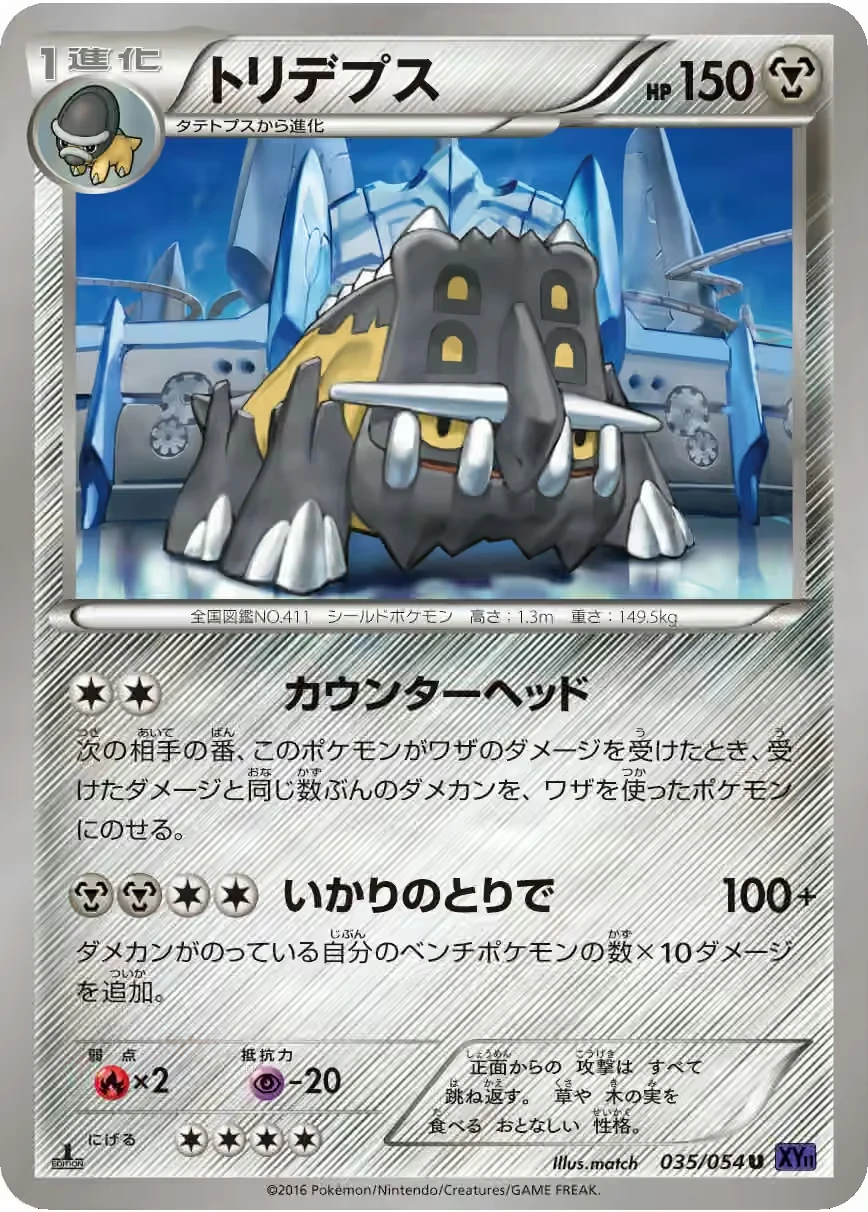 1進化
トリデプス
HP 150
タテトプスから進化
全国図鑑NO.411 シールドポケモン 高さ:1.3m 重さ:149.5kg
カウンターヘッド
次の相手の番、このポケモンがワザのダメージを受けたとき、受
けたダメージと同じ数ぶんのダメカンを、ワザを使ったポケモン
にのせる。
いかりのとりで 100+
ダメカンがのっている自分のベンチポケモンの数×10ダメージ
を追加。
弱点 ×2 抵抗力 -20
正面からの 攻撃は すべて
跳ね返す。 草や 木の実を
食べる おとなしい 性格。
にげる
1 EDITION
Illus.match 035/054 U XY11
©2016 Pokémon/Nintendo/Creatures/GAME FREAK.